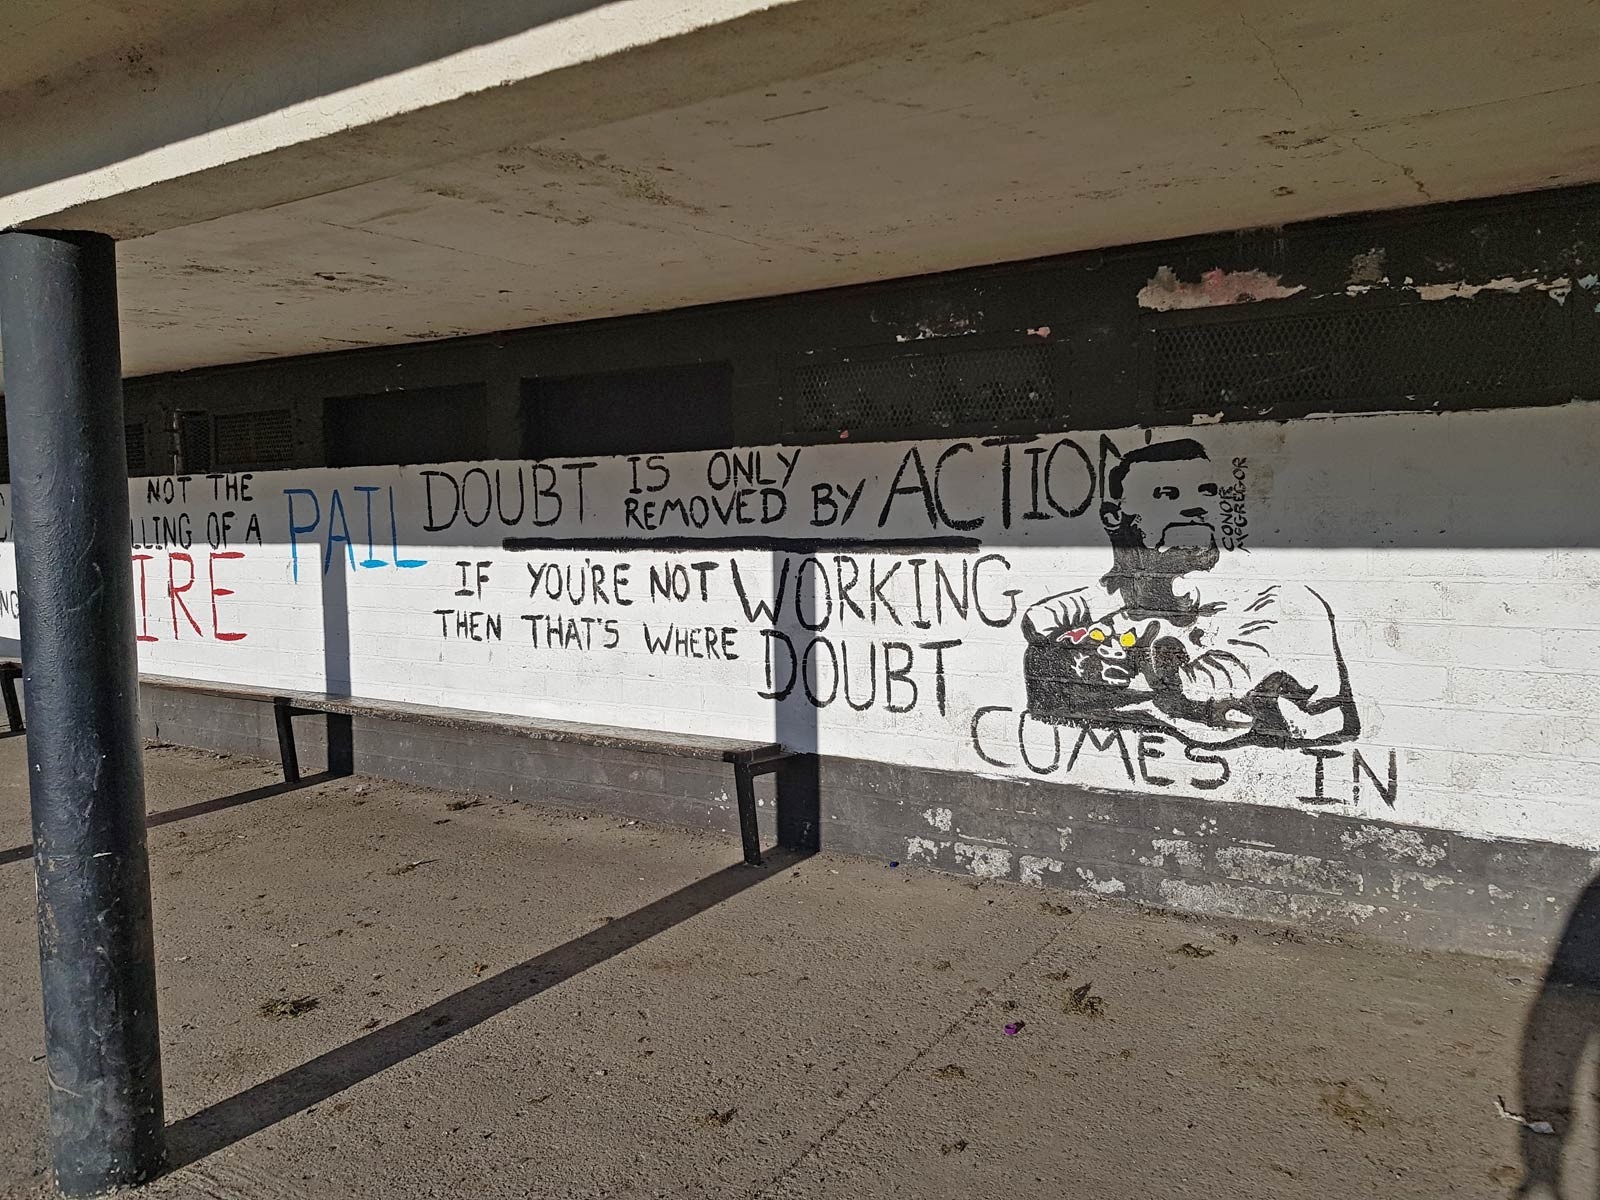 NOT THE
LLING OF A
PAIL
IRE
DOUBT IS ONLY
REMOVED BY ACTION
IF YOU'RE NOT WORKING
THEN THAT'S WHERE DOUBT
COMES IN
CONOR
McGREGOR